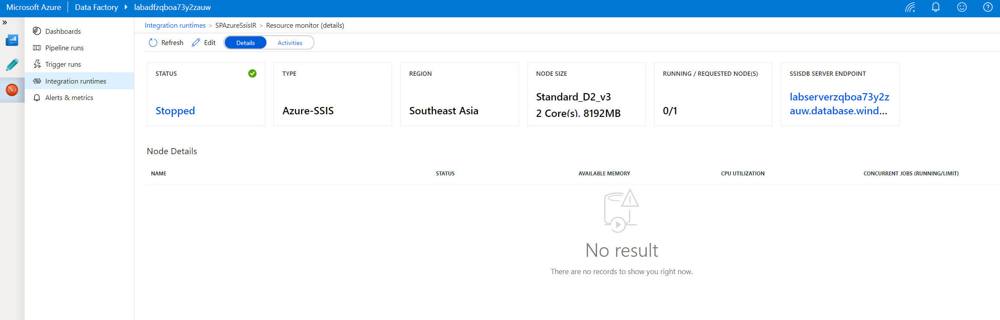 Microsoft Azure
Data Factory
labadfzqboa73y2zauw
Dashboards
Pipeline runs
Trigger runs
Integration runtimes
Alerts & metrics
Integration runtimes > SPAzureSsisIR > Resource monitor (details)
Refresh
Edit
Details
Activities
STATUS
Stopped
TYPE
Azure-SSIS
REGION
Southeast Asia
NODE SIZE
Standard_D2_v3
2 Core(s), 8192MB
RUNNING / REQUESTED NODE(S)
0/1
SSISDB SERVER ENDPOINT
labserverzqboa73y2z
auw.database.wind...
Node Details
NAME
STATUS
AVAILABLE MEMORY
CPU UTILIZATION
CONCURRENT JOBS (RUNNING/LIMIT)
No result
There are no records to show you right now.